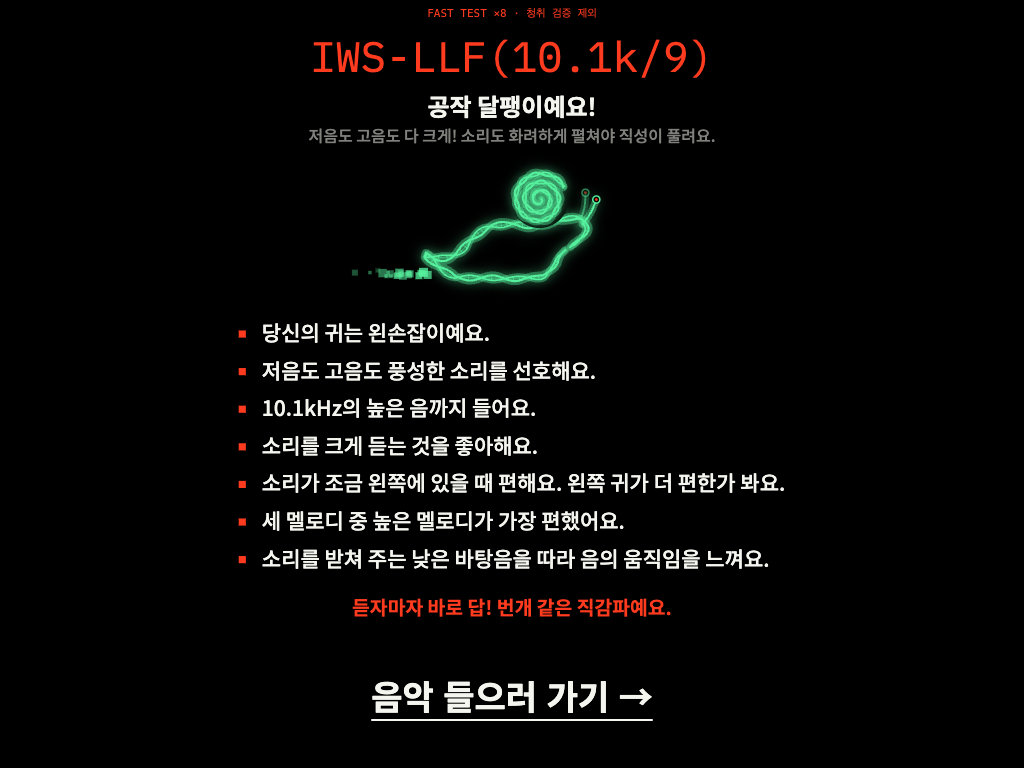 FAST TEST ×8 · 청취 검증 제외
IWS-LLF(10.1k/9)
공작 달팽이예요!
저음도 고음도 다 크게! 소리도 화려하게 펼쳐야 직성이 풀려요.
당신의 귀는 왼손잡이예요.
저음도 고음도 풍성한 소리를 선호해요.
10.1kHz의 높은 음까지 들어요.
소리를 크게 듣는 것을 좋아해요.
소리가 조금 왼쪽에 있을 때 편해요. 왼쪽 귀가 더 편한가 봐요.
세 멜로디 중 높은 멜로디가 가장 편했어요.
소리를 받쳐 주는 낮은 바탕음을 따라 음의 움직임을 느껴요.
듣자마자 바로 답! 번개 같은 직감파예요.
음악 들으러 가기 →